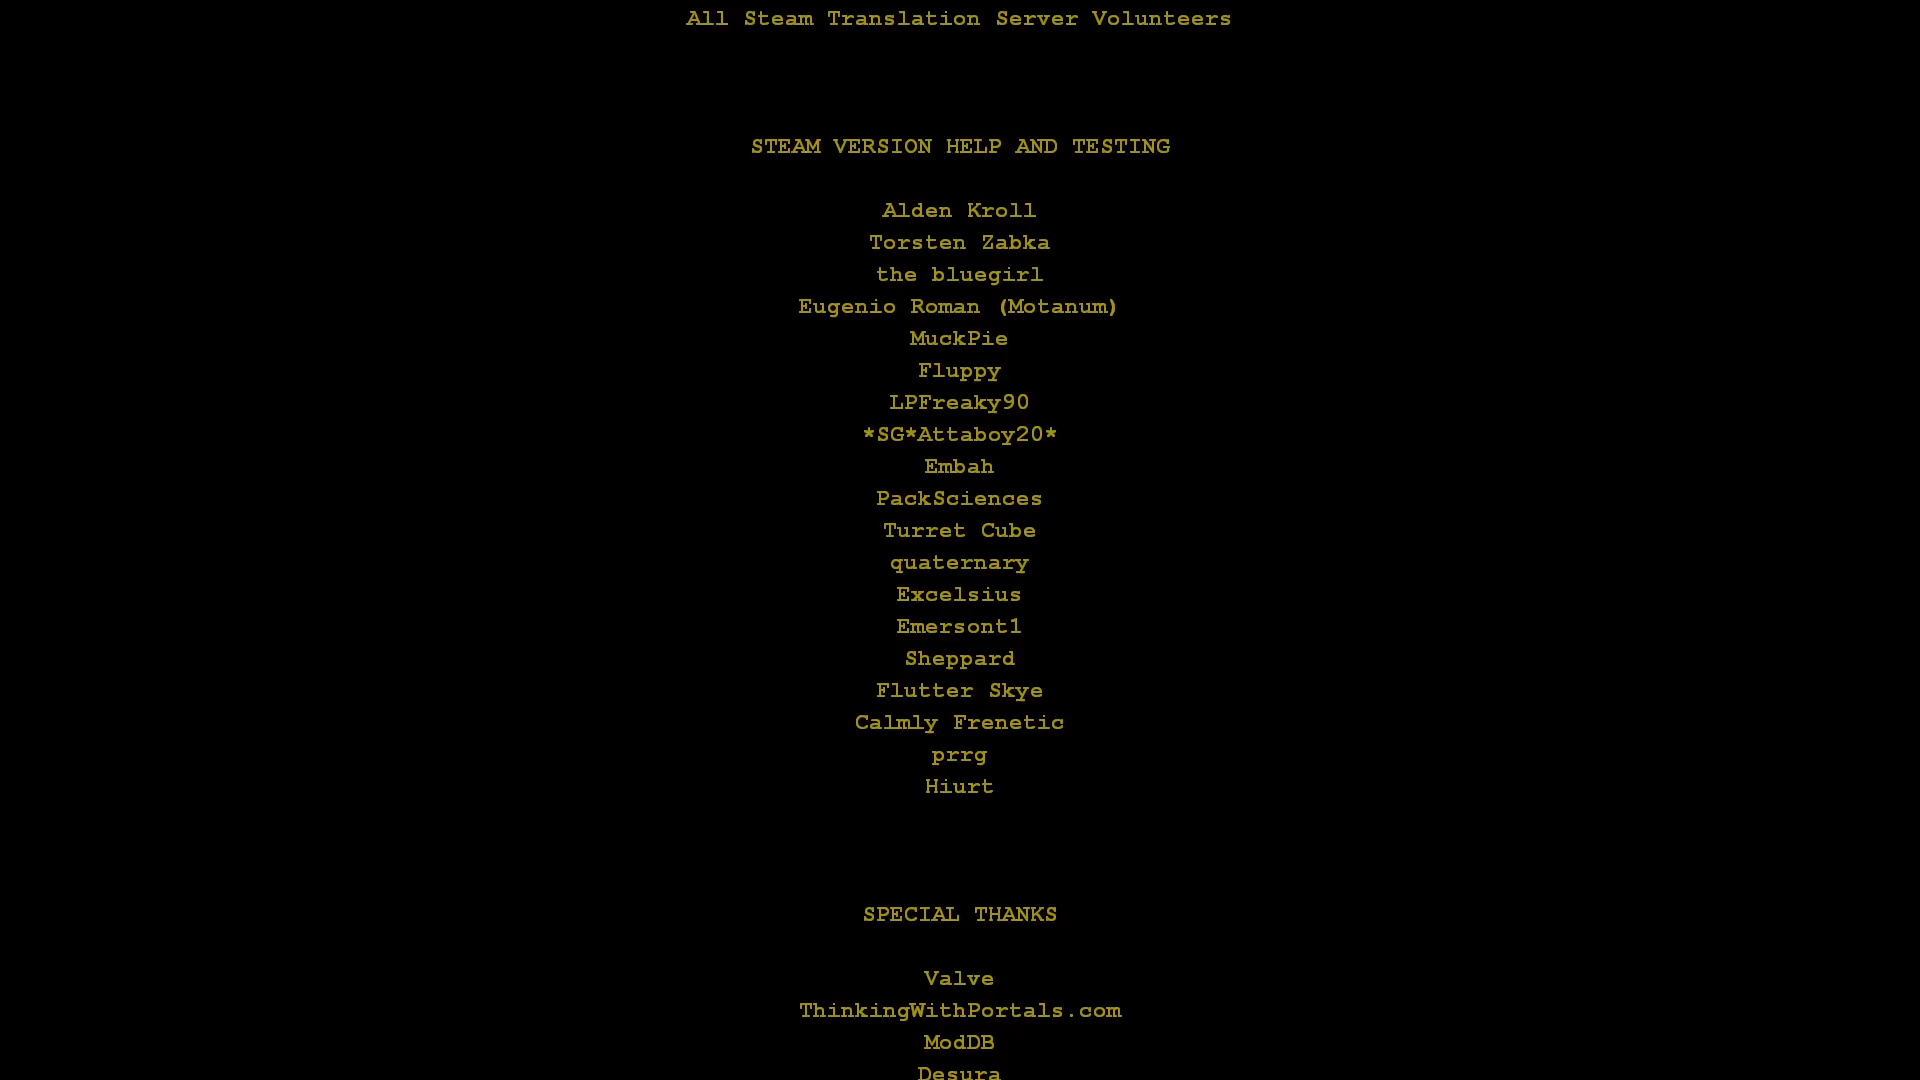 All Steam Translation Server Volunteers
STEAM VERSION HELP AND TESTING
Alden Kroll
Torsten Zabka
the bluegirl
Eugenio Roman (Motanum)
MuckPie
Fluppy
LPFreaky90
*SG*Attaboy20*
Embah
PackSciences
Turret Cube
quaternary
Excelsius
Emersont1
Sheppard
Flutter Skye
Calmly Frenetic
prrg
Hiurt
SPECIAL THANKS
Valve
ThinkingWithPortals.com
ModDB
Desura